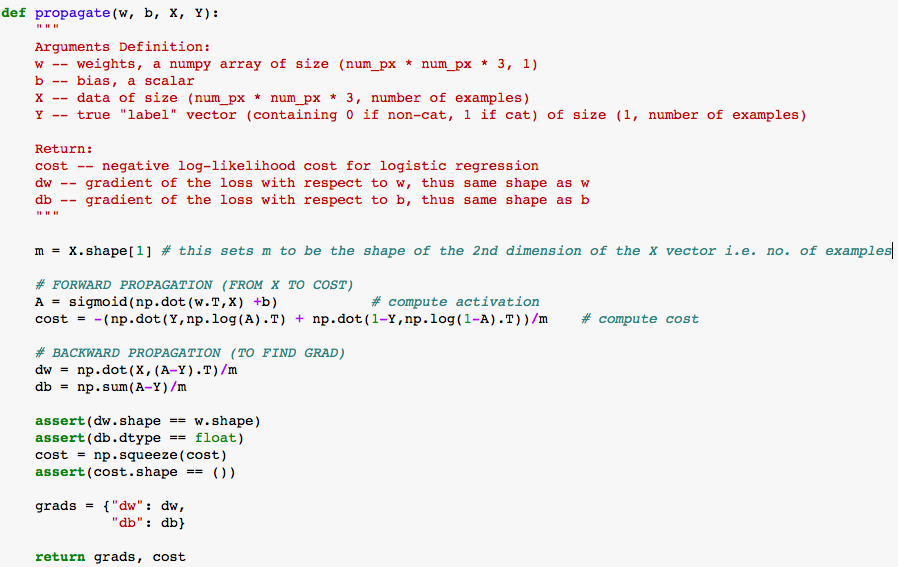 def propagate(w, b, X, Y):
    """
    Arguments Definition:
    w -- weights, a numpy array of size (num_px * num_px * 3, 1)
    b -- bias, a scalar
    X -- data of size (num_px * num_px * 3, number of examples)
    Y -- true "label" vector (containing 0 if non-cat, 1 if cat) of size (1, number of examples)

    Return:
    cost -- negative log-likelihood cost for logistic regression
    dw -- gradient of the loss with respect to w, thus same shape as w
    db -- gradient of the loss with respect to b, thus same shape as b
    """

    m = X.shape[1] # this sets m to be the shape of the 2nd dimension of the X vector i.e. no. of examples

    # FORWARD PROPAGATION (FROM X TO COST)
    A = sigmoid(np.dot(w.T,X) +b)           # compute activation
    cost = -(np.dot(Y,np.log(A).T) + np.dot(1-Y,np.log(1-A).T))/m    # compute cost

    # BACKWARD PROPAGATION (TO FIND GRAD)
    dw = np.dot(X,(A-Y).T)/m
    db = np.sum(A-Y)/m

    assert(dw.shape == w.shape)
    assert(db.dtype == float)
    cost = np.squeeze(cost)
    assert(cost.shape == ())

    grads = {"dw": dw,
             "db": db}

    return grads, cost